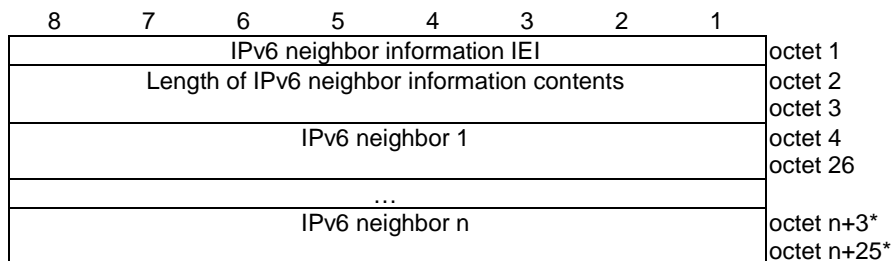 8 7 6 5 4 3 2 1
IPv6 neighbor information IEI octet 1
Length of IPv6 neighbor information contents octet 2
octet 3
IPv6 neighbor 1 octet 4
octet 26
…
IPv6 neighbor n octet n+3*
octet n+25*